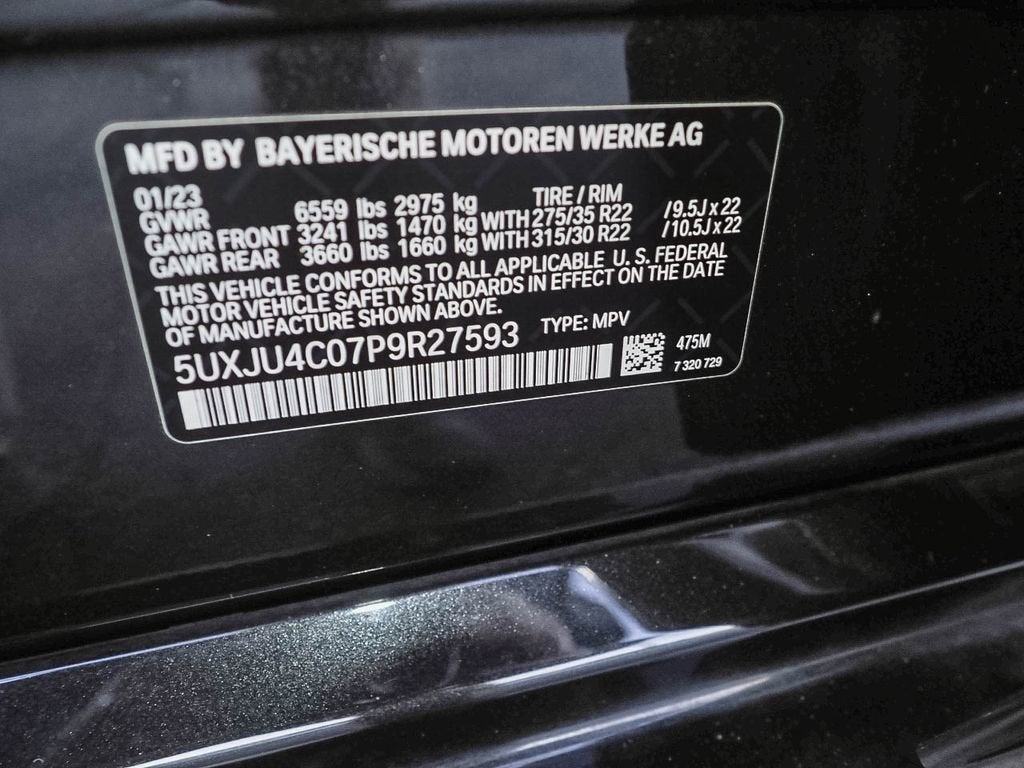 MFD BY BAYERISCHE MOTOREN WERKE AG
01/23 TIRE / RIM
GVWR 6559 lbs 2975 kg
GAWR FRONT 3241 lbs 1470 kg WITH 275/35 R22 /9.5J x 22
GAWR REAR 3660 lbs 1660 kg WITH 315/30 R22 /10.5J x 22
THIS VEHICLE CONFORMS TO ALL APPLICABLE U. S. FEDERAL
MOTOR VEHICLE SAFETY STANDARDS IN EFFECT ON THE DATE
OF MANUFACTURE SHOWN ABOVE.
5UXJU4C07P9R27593 TYPE: MPV
475M
7 320 729